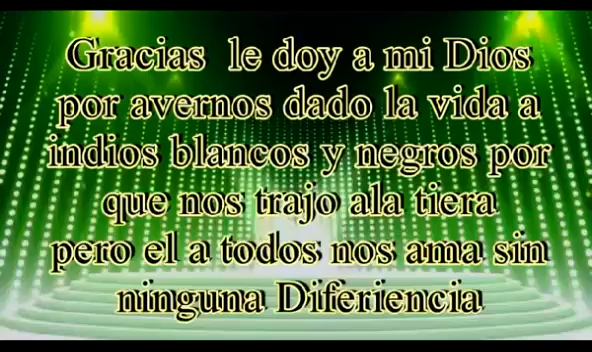 Gracias le doy a mi Dios
por avernos dado la vida a
indios blancos y negros por
que nos trajo ala tiera
pero el a todos nos ama sin
ninguna Diferiencia